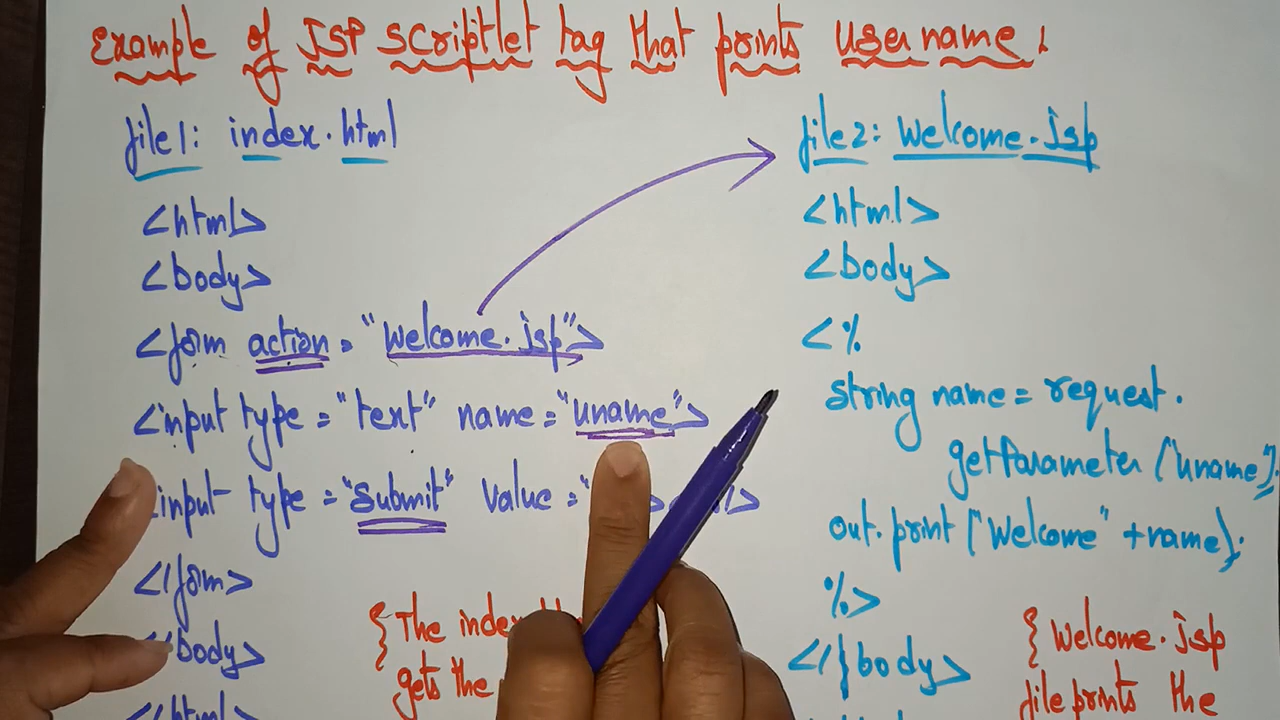 Example of JSP scriptlet tag that prints username.
file1: index.html
<html>
<body>
<form action="welcome.jsp">
<input type="text" name="uname">
input type="submit" value="
</form>
body>
<html>
{The index
gets the
file2: welcome.jsp
<html>
<body>
<%
string name=request.
getParameter("uname");
out.print("Welcome"+name);
%>
</body>
{Welcome.jsp
file prints the